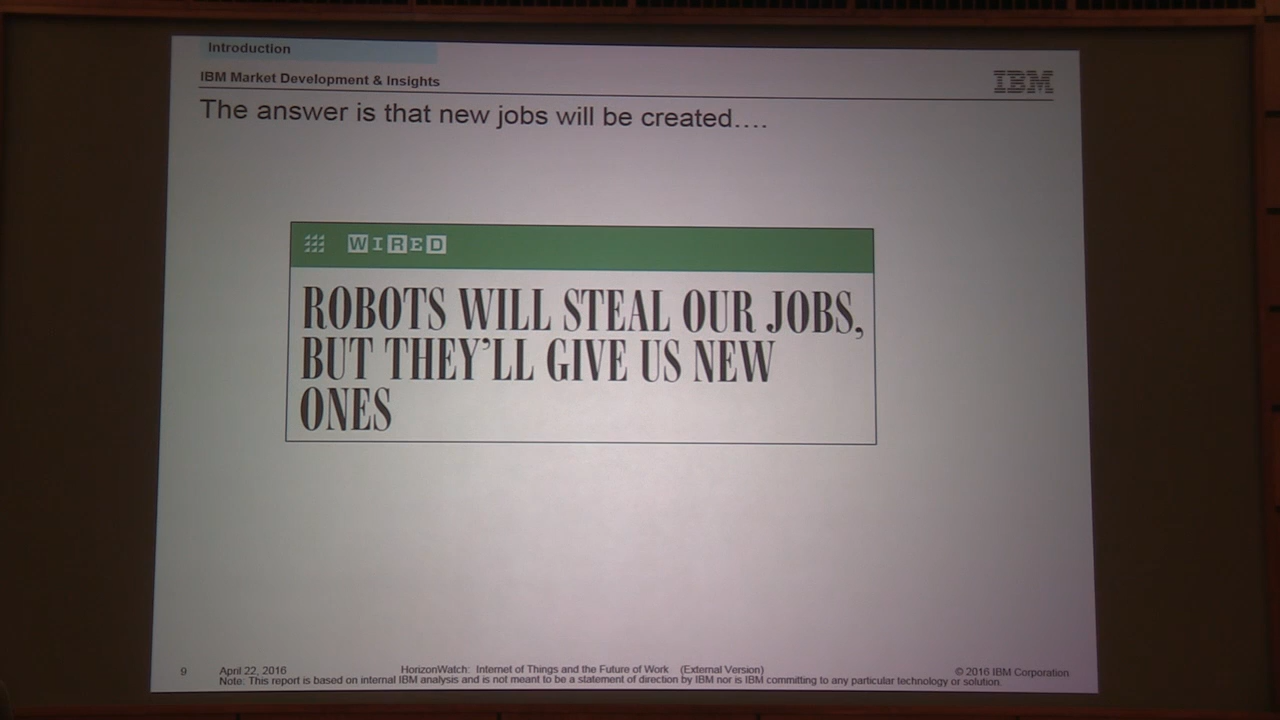 Introduction
IBM Market Development & Insights
IBM
The answer is that new jobs will be created....
WIRED
ROBOTS WILL STEAL OUR JOBS,
BUT THEY'LL GIVE US NEW
ONES
9 April 22, 2016 HorizonWatch: Internet of Things and the Future of Work (External Version) © 2016 IBM Corporation
Note: This report is based on internal IBM analysis and is not meant to be a statement of direction by IBM nor is IBM committing to any particular technology or solution.